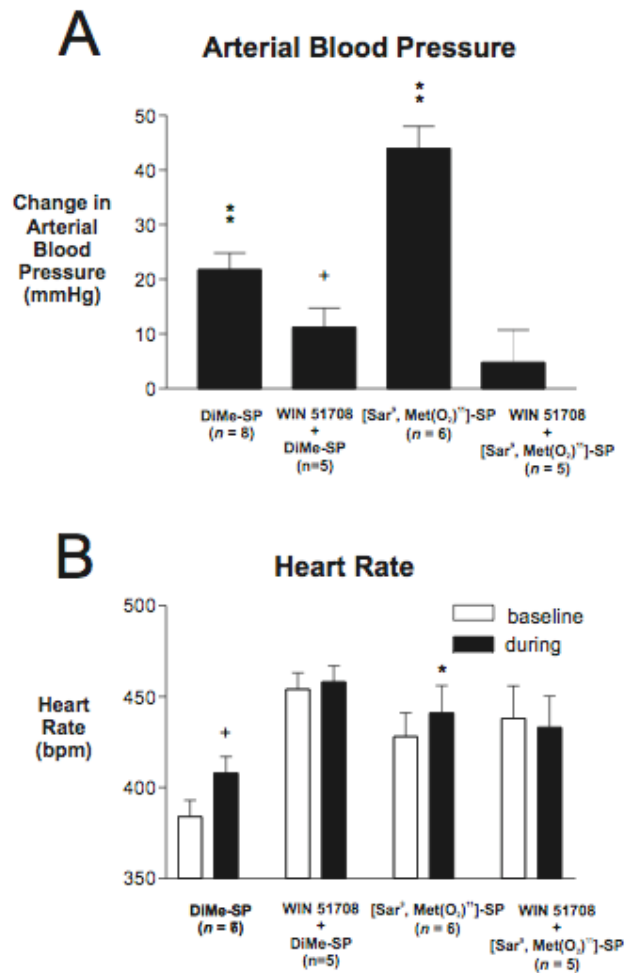 A
Arterial Blood Pressure
**
50
40
Change in
Arterial
Blood
Pressure
(mmHg)
**
30
+
20
10
0
DiMe-SP
(n = 8)
WIN 51708
+
DiMe-SP
(n=5)
[Sar⁹, Met(O₂)¹¹]-SP
(n = 6)
WIN 51708
+
[Sar⁹, Met(O₂)¹¹]-SP
(n = 5)
B
Heart Rate
500
baseline
during
Heart
Rate
(bpm)
450
+
*
400
350
DiMe-SP
WIN 51708
+
DiMe-SP
(n=5)
[Sar⁹, Met(O₂)¹¹]-SP
(n = 6)
WIN 51708
+
[Sar⁹, Met(O₂)¹¹]-SP
(n = 5)